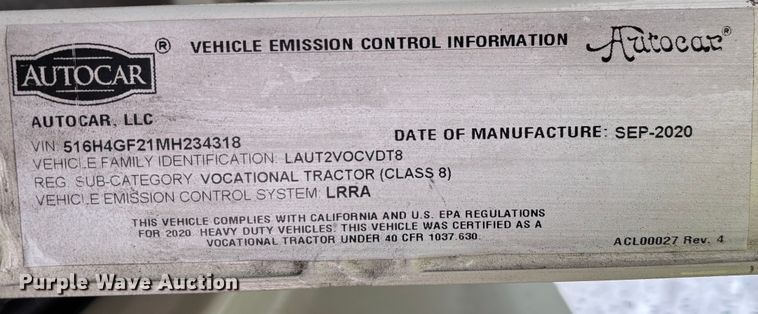 AUTOCAR ® VEHICLE EMISSION CONTROL INFORMATION Autocar®
AUTOCAR, LLC
VIN: 516H4GF21MH234318 DATE OF MANUFACTURE: SEP-2020
VEHICLE FAMILY IDENTIFICATION: LAUT2VOCVDT8
REG. SUB-CATEGORY: VOCATIONAL TRACTOR (CLASS 8)
VEHICLE EMISSION CONTROL SYSTEM: LRRA
THIS VEHICLE COMPLIES WITH CALIFORNIA AND U.S. EPA REGULATIONS
FOR 2020. HEAVY DUTY VEHICLES. THIS VEHICLE WAS CERTIFIED AS A
VOCATIONAL TRACTOR UNDER 40 CFR 1037.630.
ACL00027 Rev. 4
Purple Wave Auction